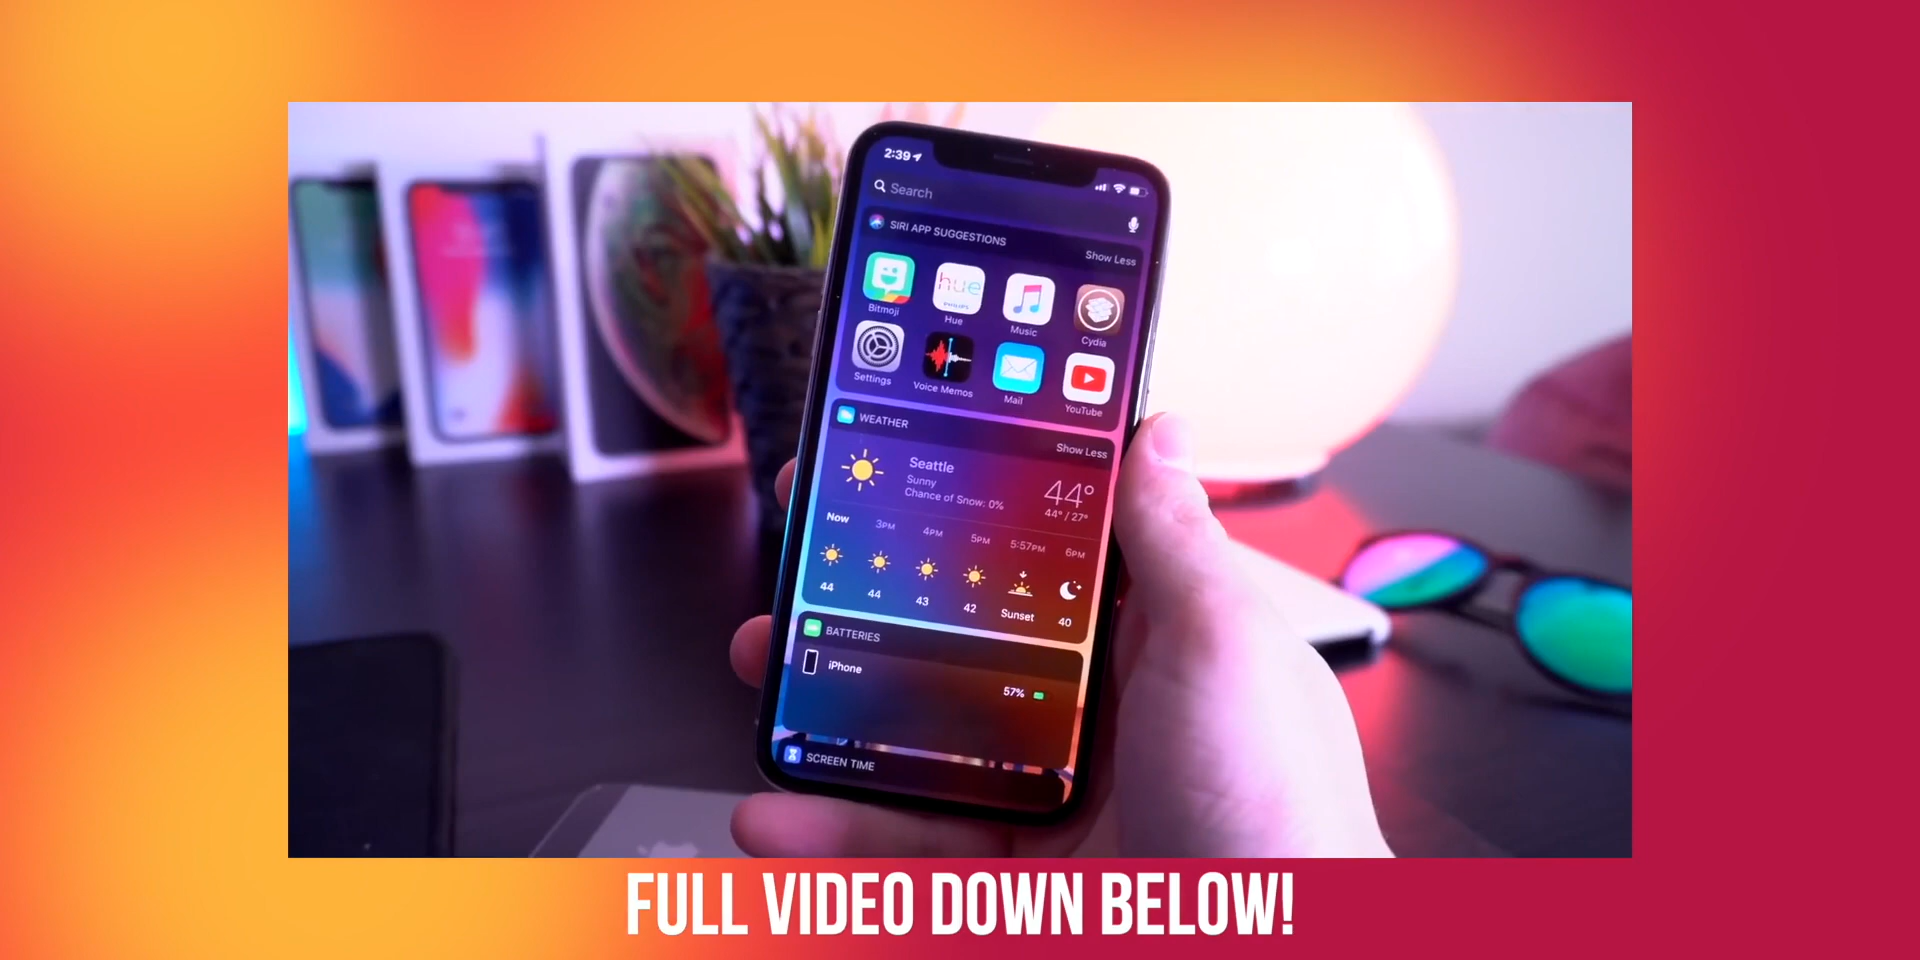 2:39
Search
SIRI APP SUGGESTIONS
Show Less
hue
PHILIPS
Bitmoji
Hue
Music
Cydia
Settings
Voice Memos
Mail
YouTube
WEATHER
Show Less
Seattle
Sunny
Chance of Snow: 0%
44°
44° / 27°
Now 3PM 4PM 5PM 5:57PM 6PM
44 44 43 42 Sunset 40
BATTERIES
iPhone
57%
SCREEN TIME
FULL VIDEO DOWN BELOW!